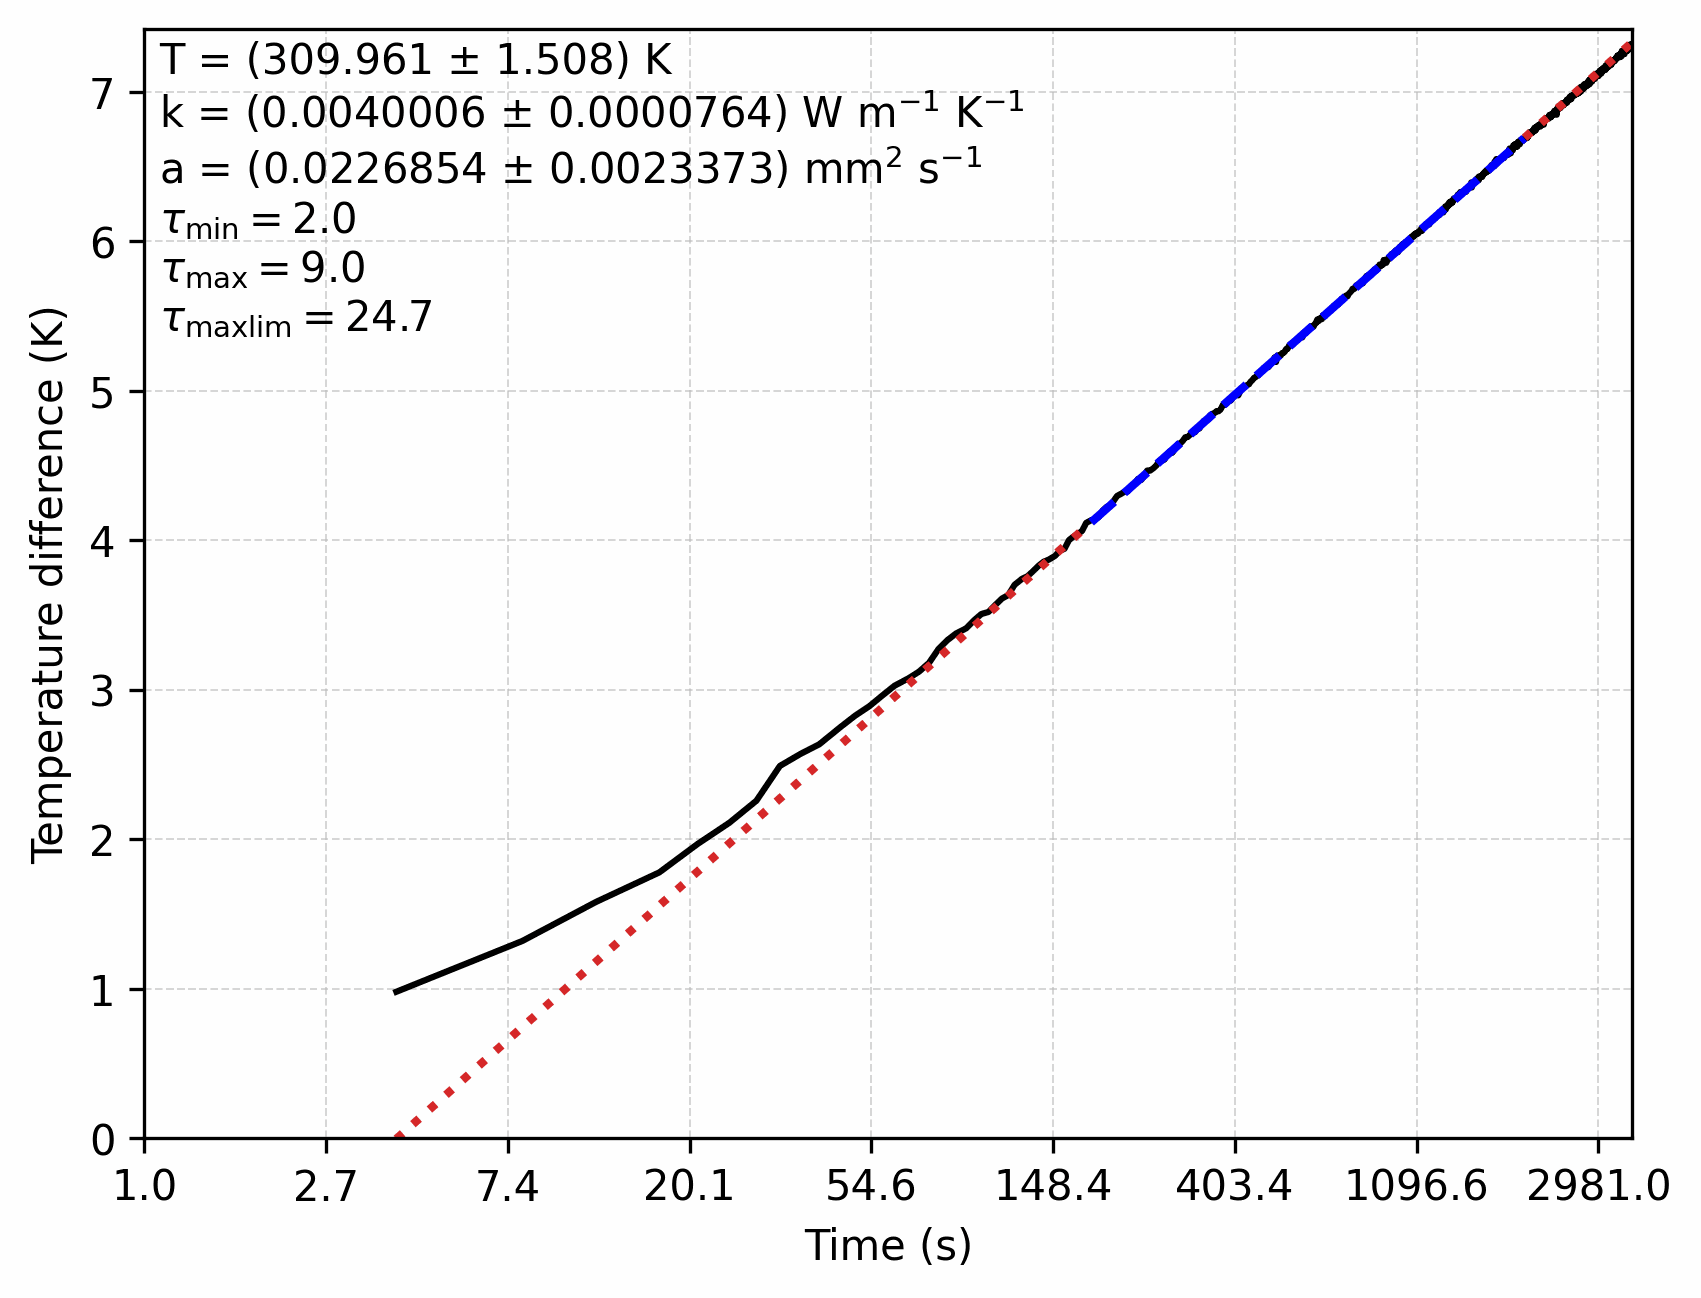 T = (309.961 ± 1.508) K
k = (0.0040006 ± 0.0000764) W m⁻¹ K⁻¹
a = (0.0226854 ± 0.0023373) mm² s⁻¹
τmin = 2.0
τmax = 9.0
τmaxlim = 24.7
Temperature difference (K)
7
6
5
4
3
2
1
0
1.0 2.7 7.4 20.1 54.6 148.4 403.4 1096.6 2981.0
Time (s)